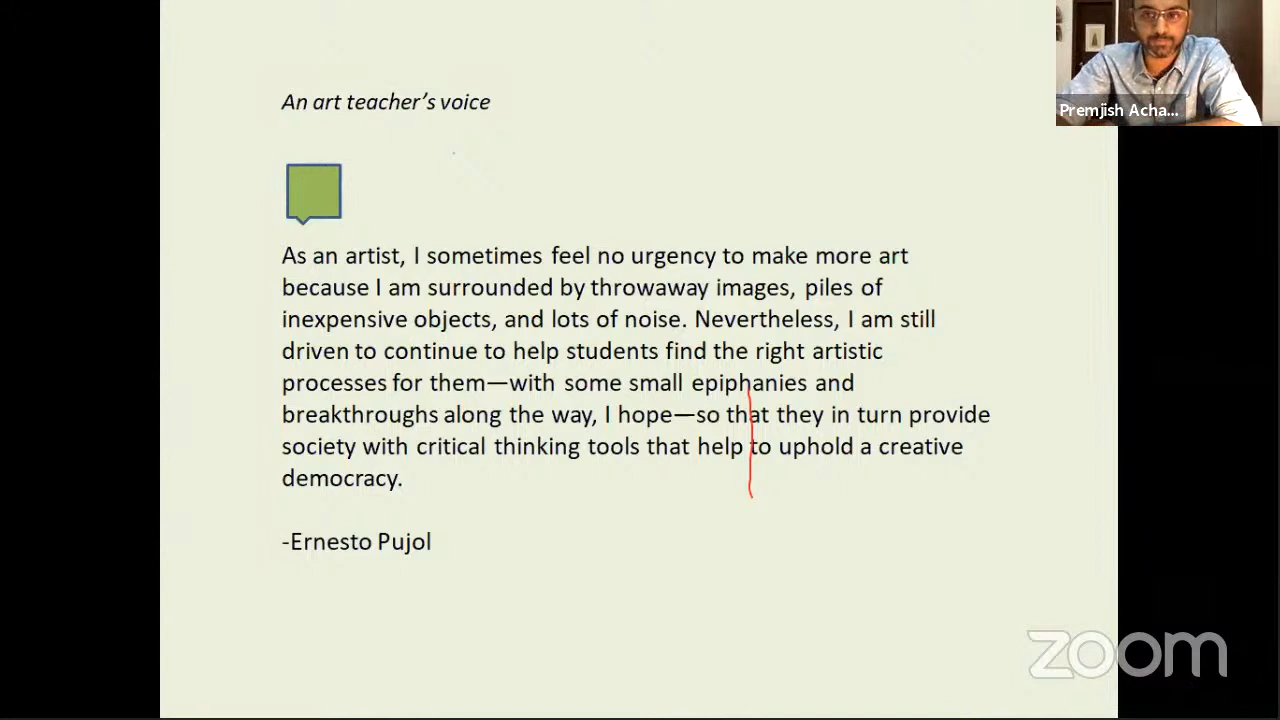 Premjish Acha...
An art teacher's voice
As an artist, I sometimes feel no urgency to make more art
because I am surrounded by throwaway images, piles of
inexpensive objects, and lots of noise. Nevertheless, I am still
driven to continue to help students find the right artistic
processes for them—with some small epiphanies and
breakthroughs along the way, I hope—so that they in turn provide
society with critical thinking tools that help to uphold a creative
democracy.
-Ernesto Pujol
zoom